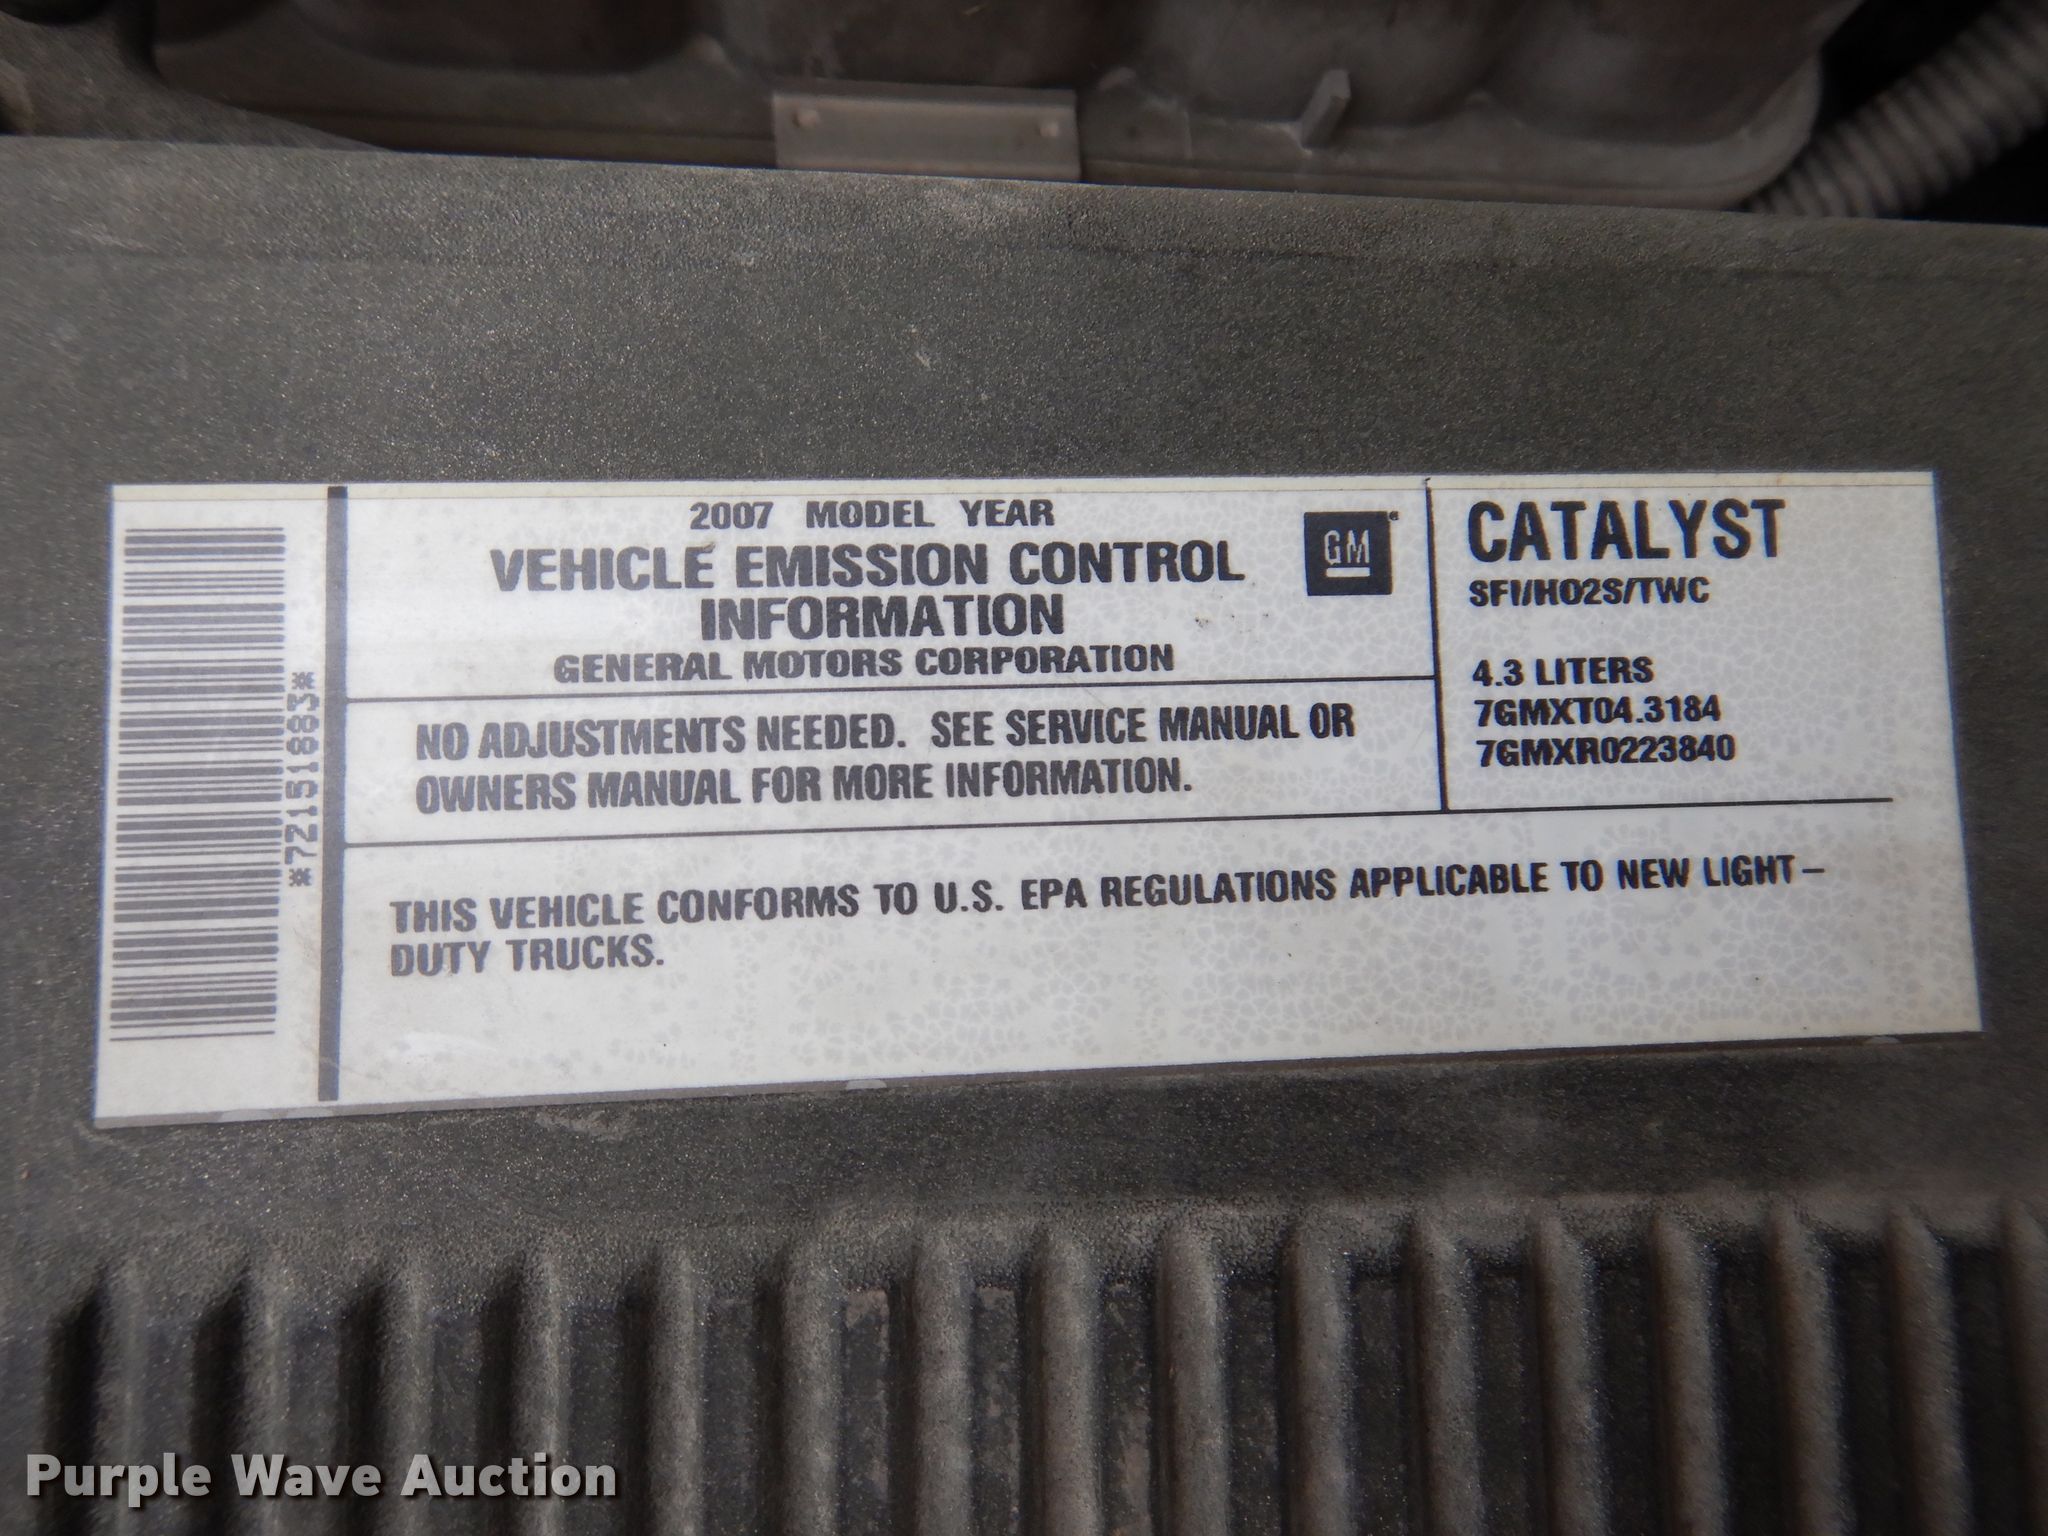 *72151883*
2007 MODEL YEAR
VEHICLE EMISSION CONTROL
INFORMATION
GENERAL MOTORS CORPORATION
GM
NO ADJUSTMENTS NEEDED. SEE SERVICE MANUAL OR
OWNERS MANUAL FOR MORE INFORMATION.
CATALYST
SFI/HO2S/TWC
4.3 LITERS
7GMXT04.3184
7GMXR0223840
THIS VEHICLE CONFORMS TO U.S. EPA REGULATIONS APPLICABLE TO NEW LIGHT-
DUTY TRUCKS.
Purple Wave Auction